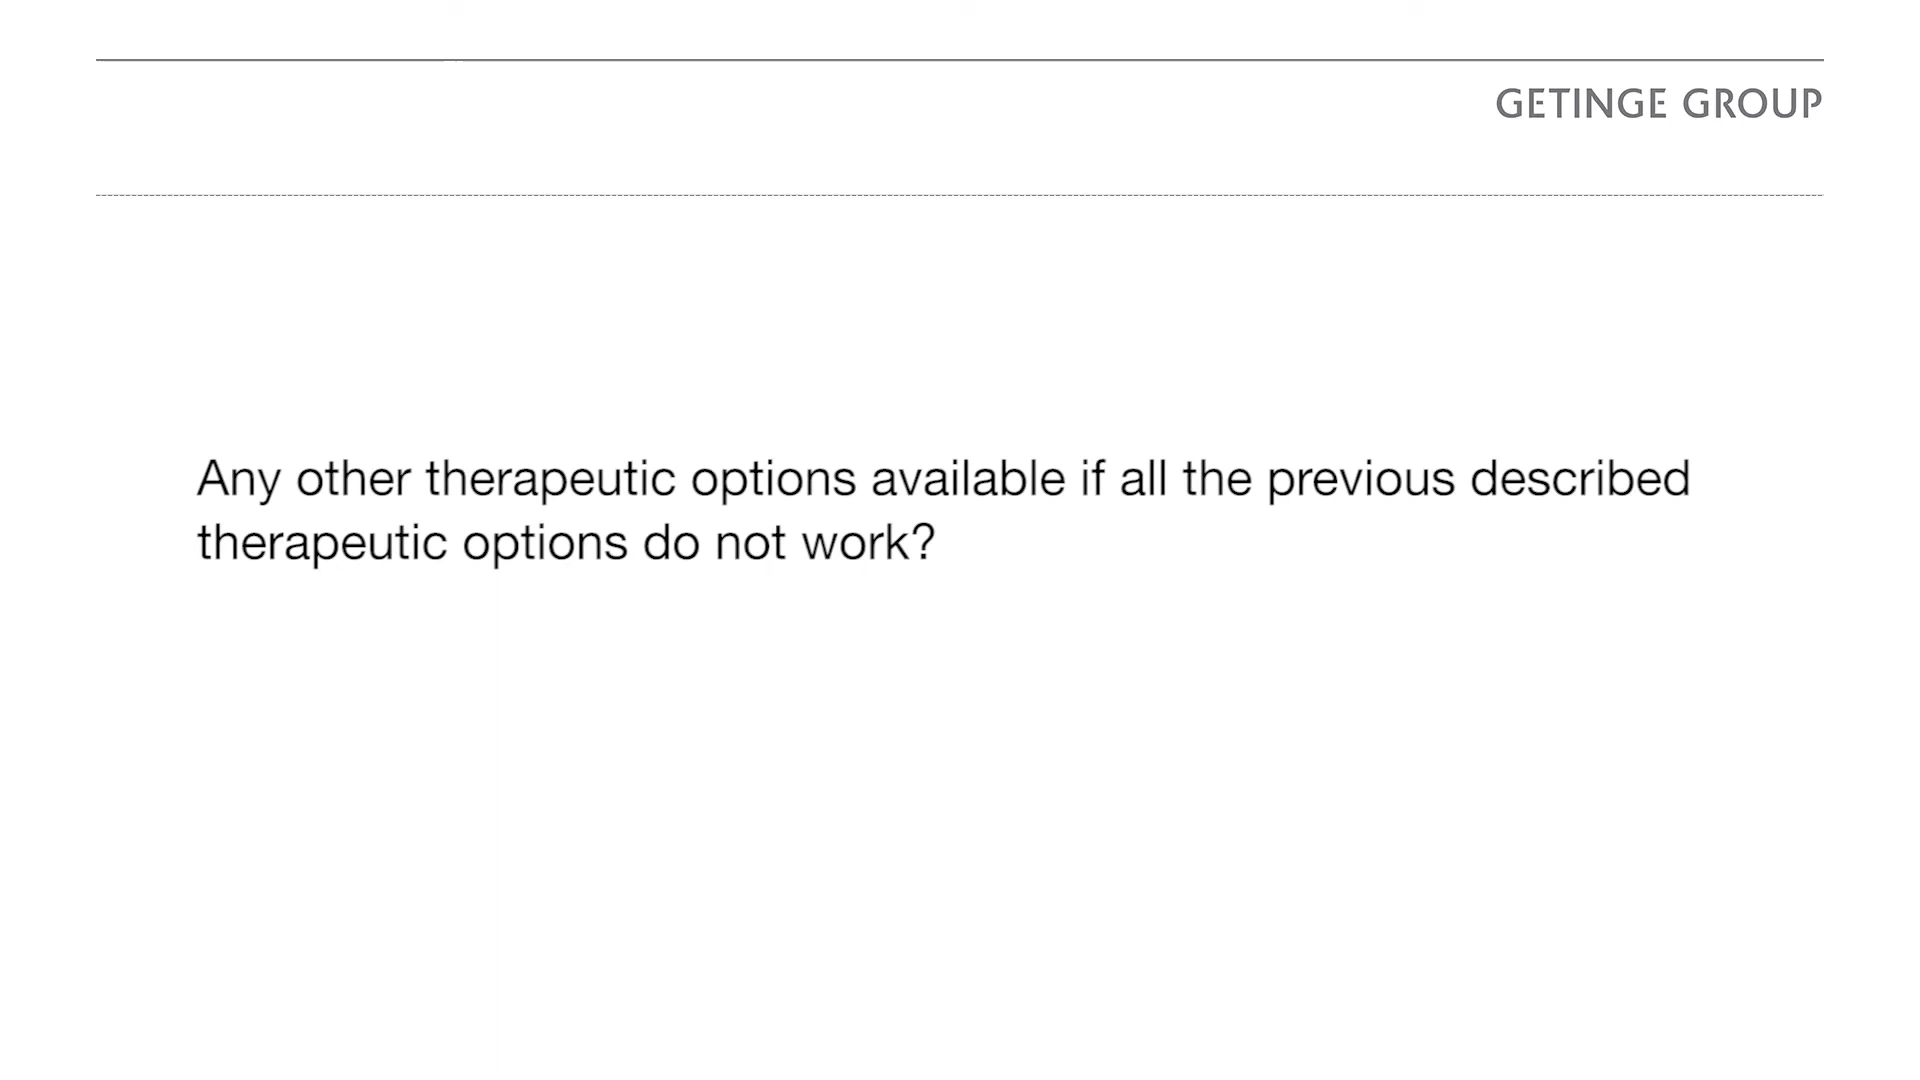 GETINGE GROUP
Any other therapeutic options available if all the previous described
therapeutic options do not work?